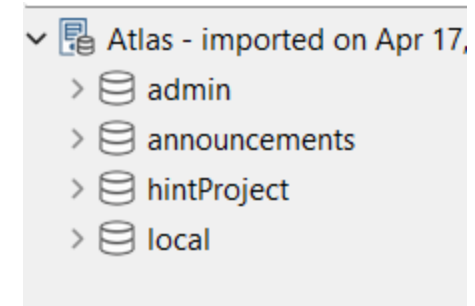 Atlas - imported on Apr 17,
admin
announcements
hintProject
local